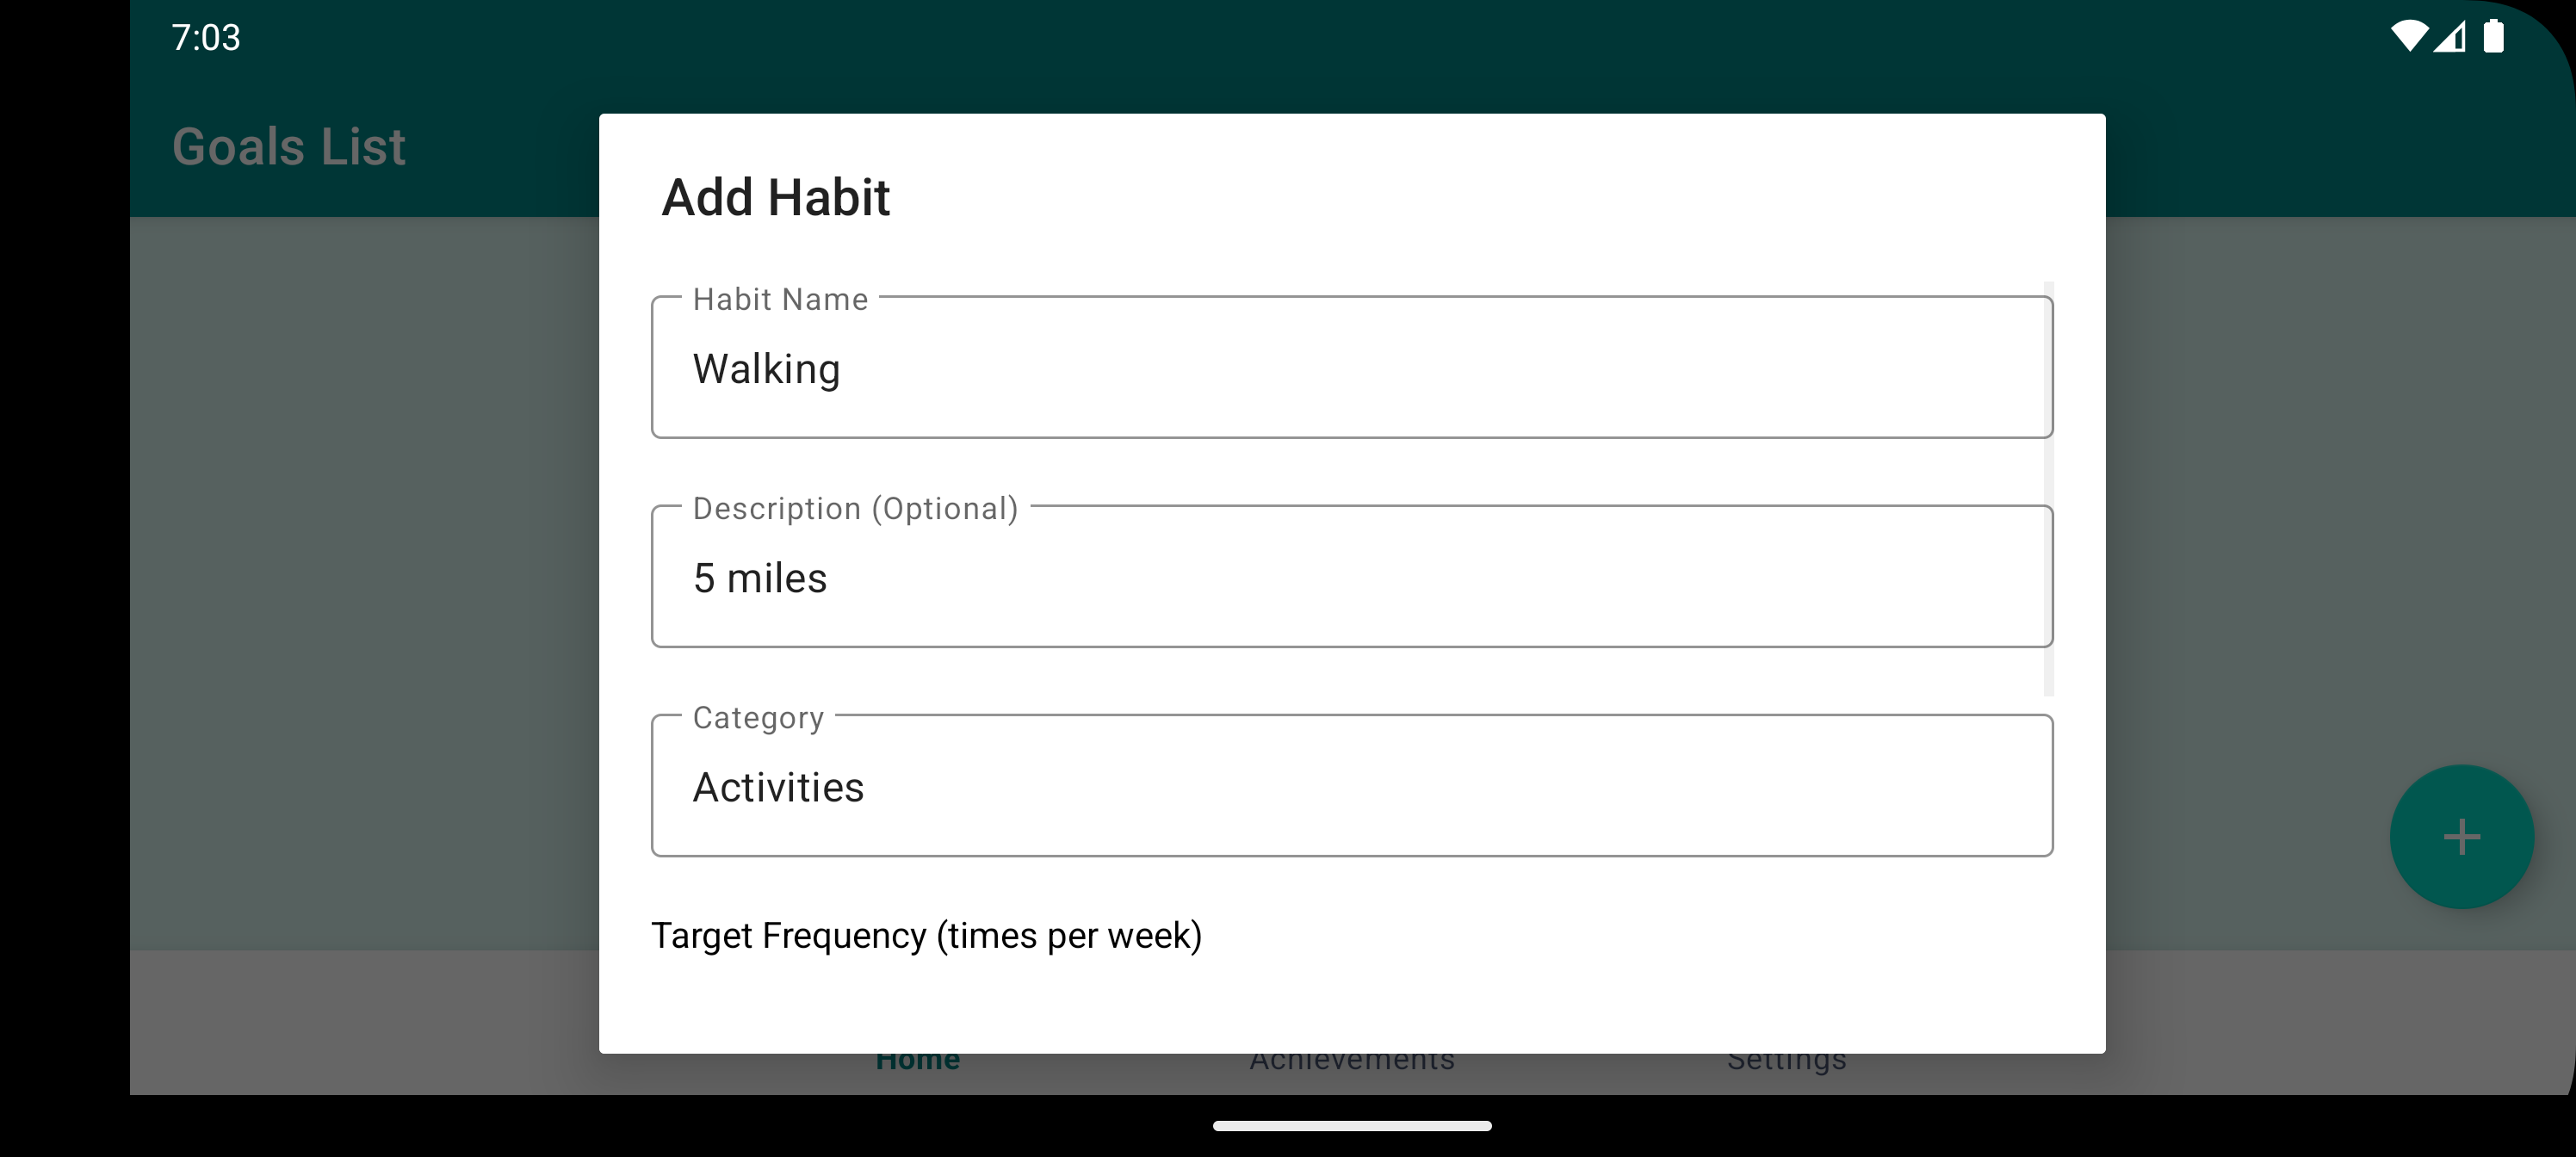 7:03
Goals List
Add Habit
Habit Name
Walking
Description (Optional)
5 miles
Category
Activities
Target Frequency (times per week)
Home
Achievements
Settings